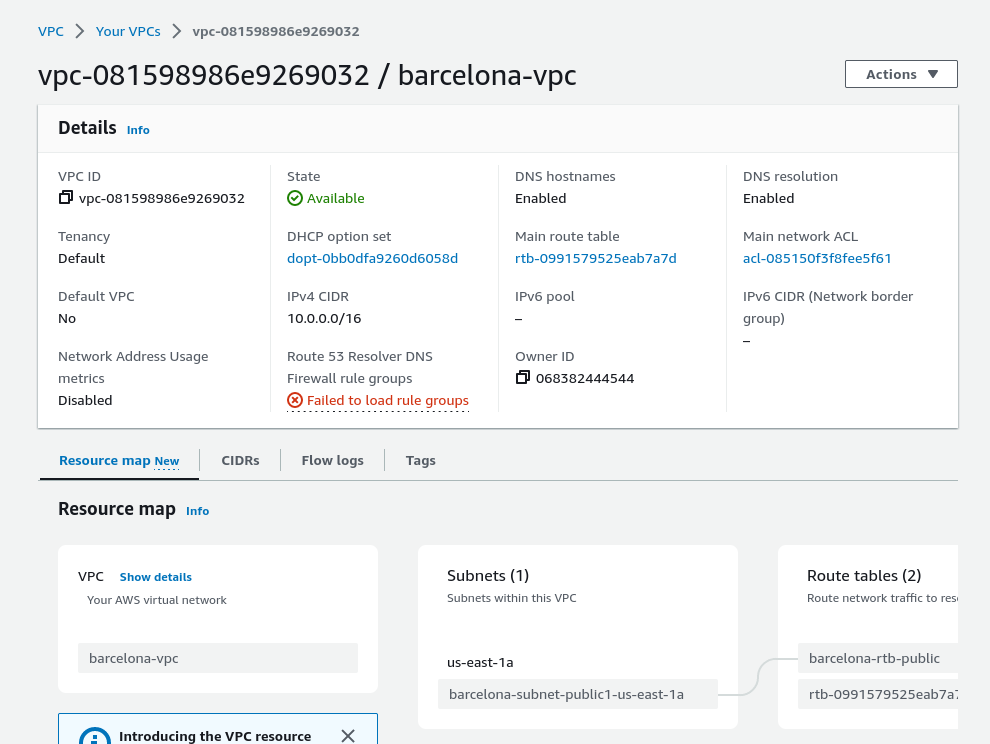 VPC > Your VPCs > vpc-081598986e9269032
vpc-081598986e9269032 / barcelona-vpc
Actions ▼
Details Info
VPC ID
vpc-081598986e9269032
State
Available
DNS hostnames
Enabled
DNS resolution
Enabled
Tenancy
Default
DHCP option set
dopt-0bb0dfa9260d6058d
Main route table
rtb-0991579525eab7a7d
Main network ACL
acl-085150f3f8fee5f61
Default VPC
No
IPv4 CIDR
10.0.0.0/16
IPv6 pool
–
IPv6 CIDR (Network border
group)
–
Network Address Usage
metrics
Disabled
Route 53 Resolver DNS
Firewall rule groups
Failed to load rule groups
Owner ID
068382444544
Resource map New
CIDRs
Flow logs
Tags
Resource map Info
VPC Show details
Your AWS virtual network
barcelona-vpc
Subnets (1)
Subnets within this VPC
us-east-1a
barcelona-subnet-public1-us-east-1a
Route tables (2)
Route network traffic to
barcelona-rtb-public
rtb-0991579525eab7a7
Introducing the VPC resource